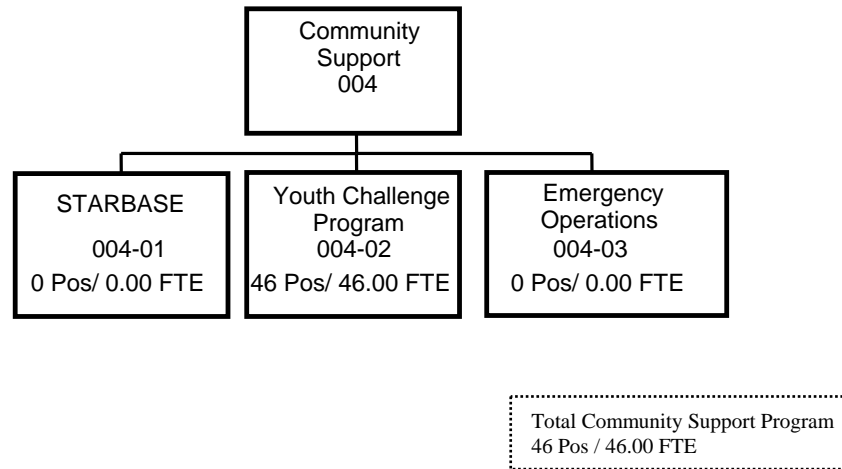 Community
Support
004
STARBASE
004-01
0 Pos/ 0.00 FTE
Youth Challenge
Program
004-02
46 Pos/ 46.00 FTE
Emergency
Operations
004-03
0 Pos/ 0.00 FTE
Total Community Support Program
46 Pos / 46.00 FTE